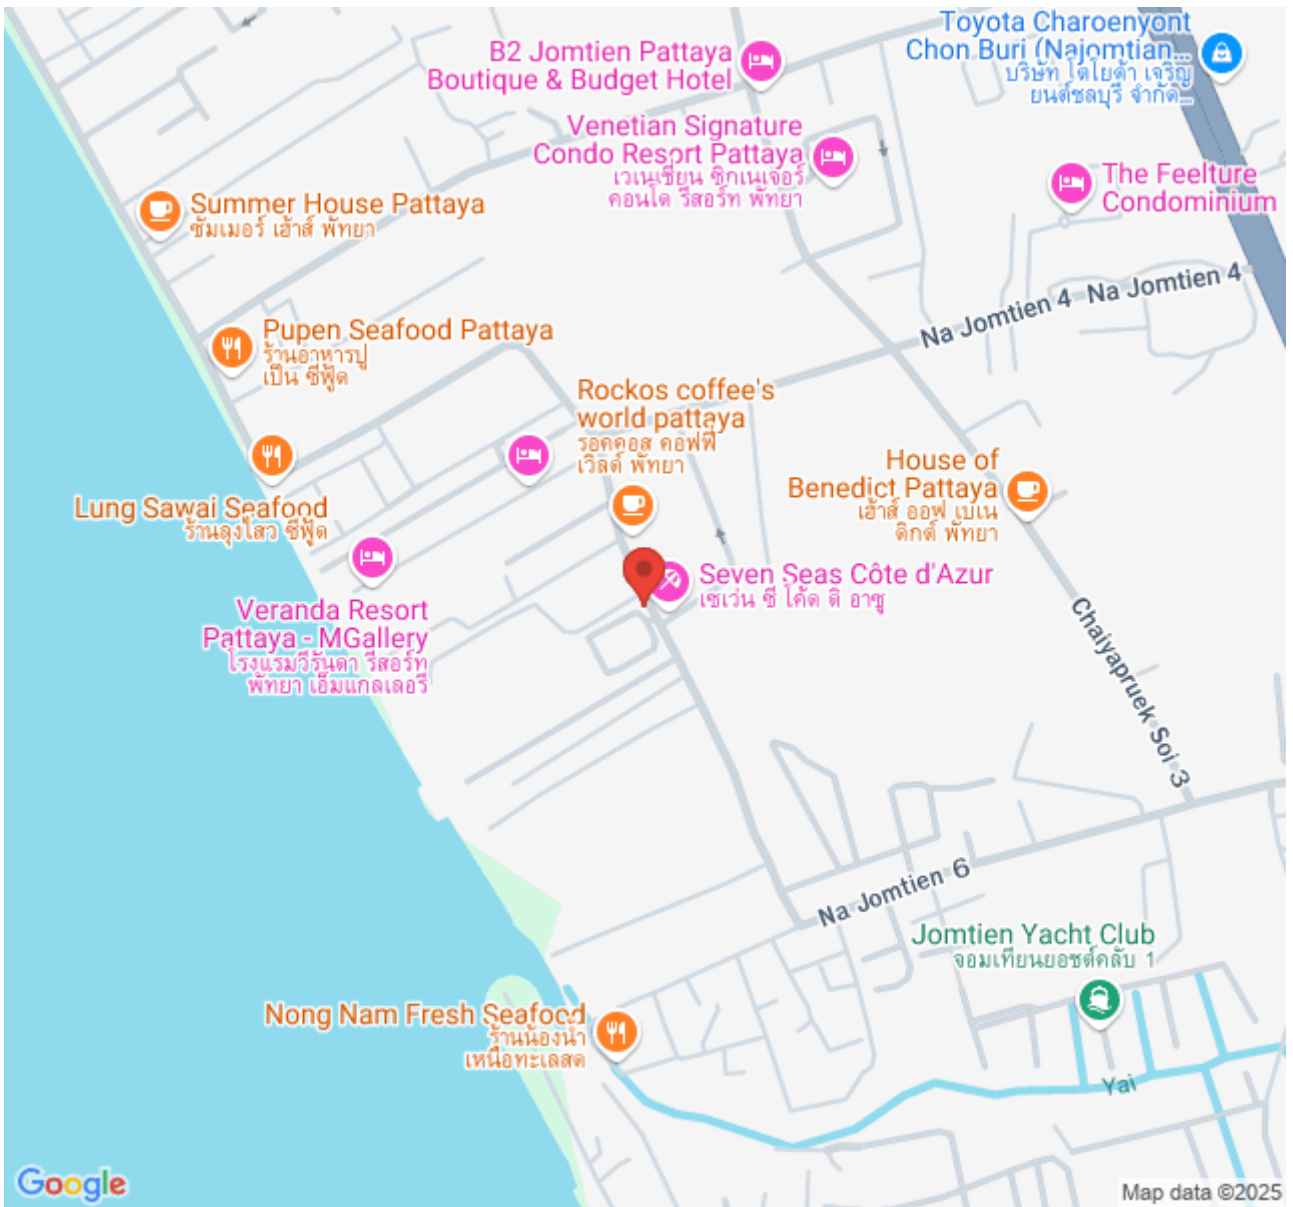 Toyota Charoenyont
Chon Buri (Najomtian...
บริษัท โตโยต้า เจริญ
ยนต์ชลบุรี จำกัด...
B2 Jomtien Pattaya
Boutique & Budget Hotel
Venetian Signature
Condo Resort Pattaya
เวเนเชี่ยน ซิกเนเจอร์
คอนโด รีสอร์ท พัทยา
The Feelture
Condominium
Summer House Pattaya
ซัมเมอร์ เฮ้าส์ พัทยา
Na Jomtien 4
Na Jomtien 4
Pupen Seafood Pattaya
ร้านอาหารปู
เป็น ซีฟู้ด
Rockos coffee's
world pattaya
รอคคอส คอฟฟี่
เวิลด์ พัทยา
House of
Benedict Pattaya
เฮ้าส์ ออฟ เบเน
ดิกต์ พัทยา
Lung Sawai Seafood
ร้านลุงไสว ซีฟู้ด
Seven Seas Côte d'Azur
เซเว่น ซี โค้ด ดิ อาซู
Veranda Resort
Pattaya - MGallery
โรงแรมวีรันดา รีสอร์ท
พัทยา เอ็มแกลเลอรี
Chaiyapruek Soi 3
Na Jomtien 6
Jomtien Yacht Club
จอมเทียนยอชต์คลับ 1
Nong Nam Fresh Seafood
ร้านน้องน้ำ
เหนือทะเลสด
Yai
Google
Map data ©2025